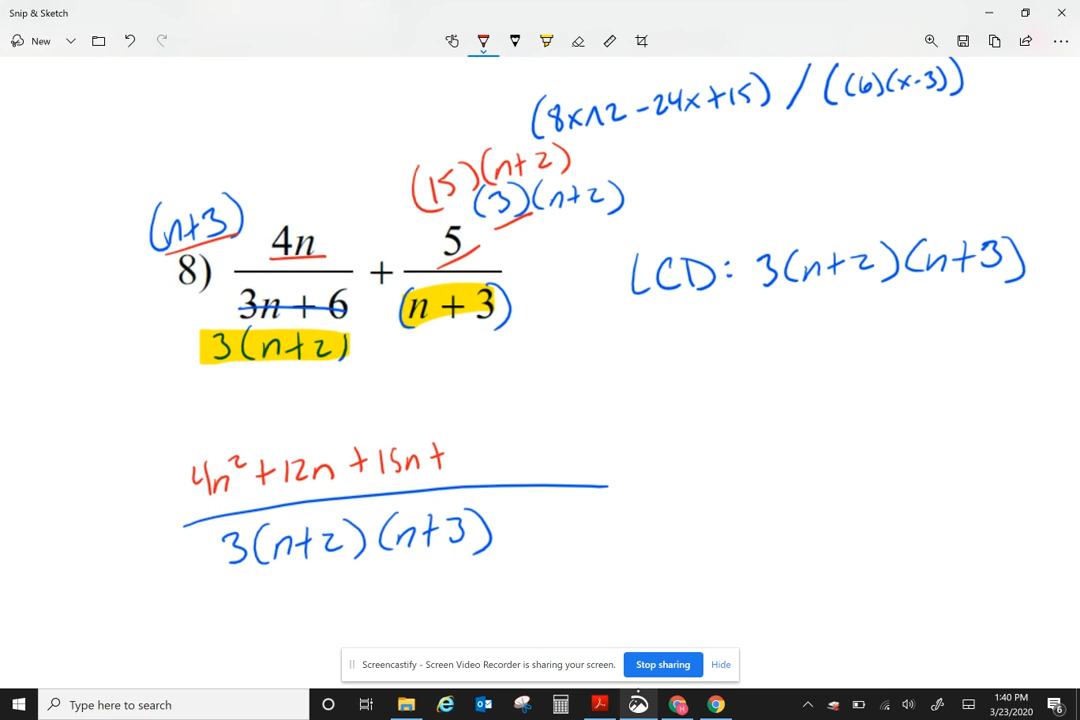 Snip & Sketch
New
(8x^2 - 24x + 15) / ((6)(x-3))
(15)(n+2)
(n+3) (3)(n+2)
8) 4n/3n + 6 + 5/(n + 3)
3(n+2)
LCD: 3(n+2)(n+3)
4n² + 12n + 15n +
3(n+2)(n+3)
Screencastify - Screen Video Recorder is sharing your screen. Stop sharing Hide
Type here to search
1:40 PM
3/23/2020
6